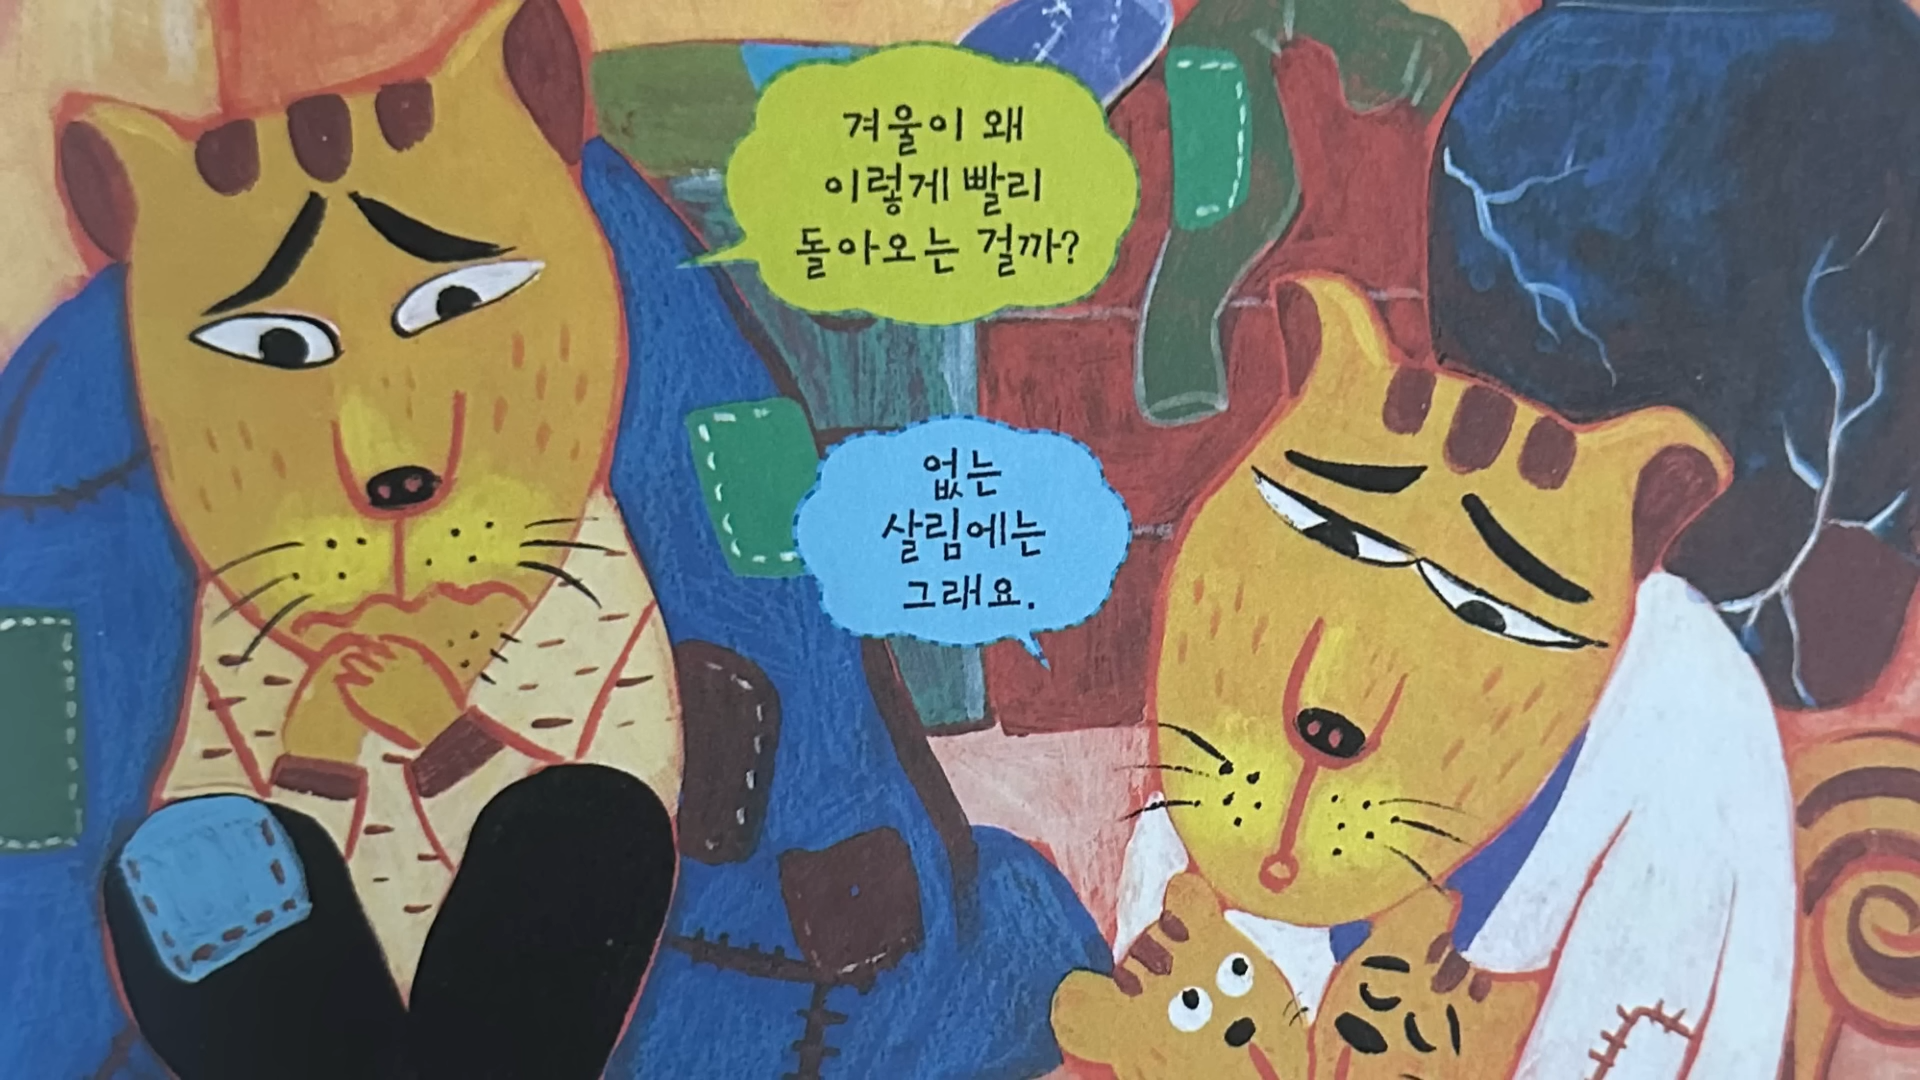 겨울이 왜
이렇게 빨리
돌아오는 걸까?
없는
살림에는
그래요.